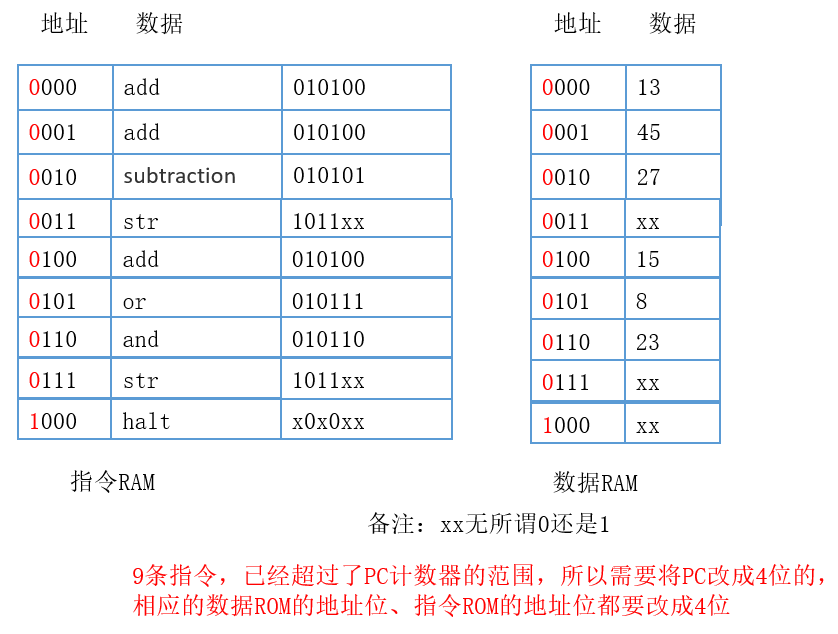 地址 数据 地址 数据
0000 add 010100 0000 13
0001 add 010100 0001 45
0010 subtraction 010101 0010 27
0011 str 1011xx 0011 xx
0100 add 010100 0100 15
0101 or 010111 0101 8
0110 and 010110 0110 23
0111 str 1011xx 0111 xx
1000 halt x0x0xx 1000 xx
指令RAM 数据RAM
备注：xx无所谓0还是1
9条指令，已经超过了PC计数器的范围，所以需要将PC改成4位的，
相应的数据ROM的地址位、指令ROM的地址位都要改成4位